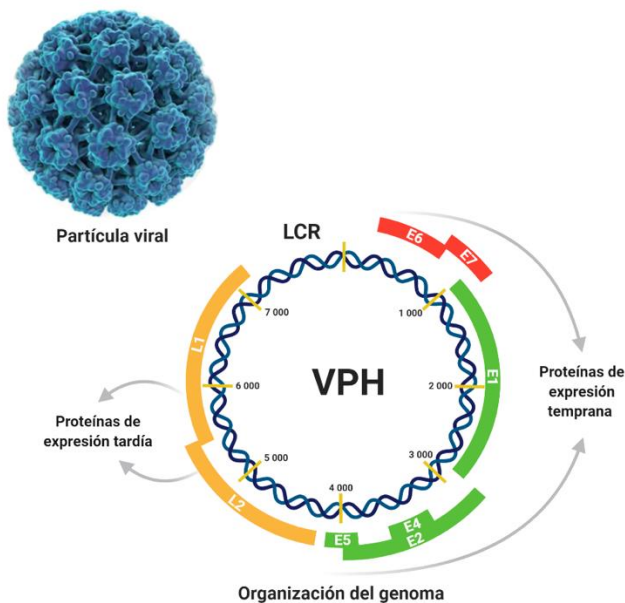 Partícula viral
LCR
E6
E7
7 000
1 000
L1
E1
VPH
6 000
2 000
Proteínas de
expresión
temprana
Proteínas de
expresión tardía
5 000
3 000
4 000
L2
E5
E4
E2
Organización del genoma